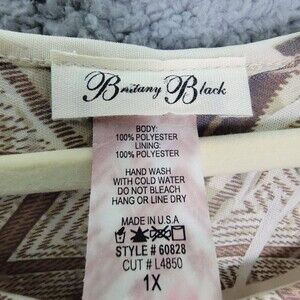 Brittany Black
BODY:
100% POLYESTER
LINING:
100% POLYESTER
HAND WASH
WITH COLD WATER
DO NOT BLEACH
HANG OR LINE DRY
MADE IN U.S.A
STYLE # 60828
CUT # L4850
1X